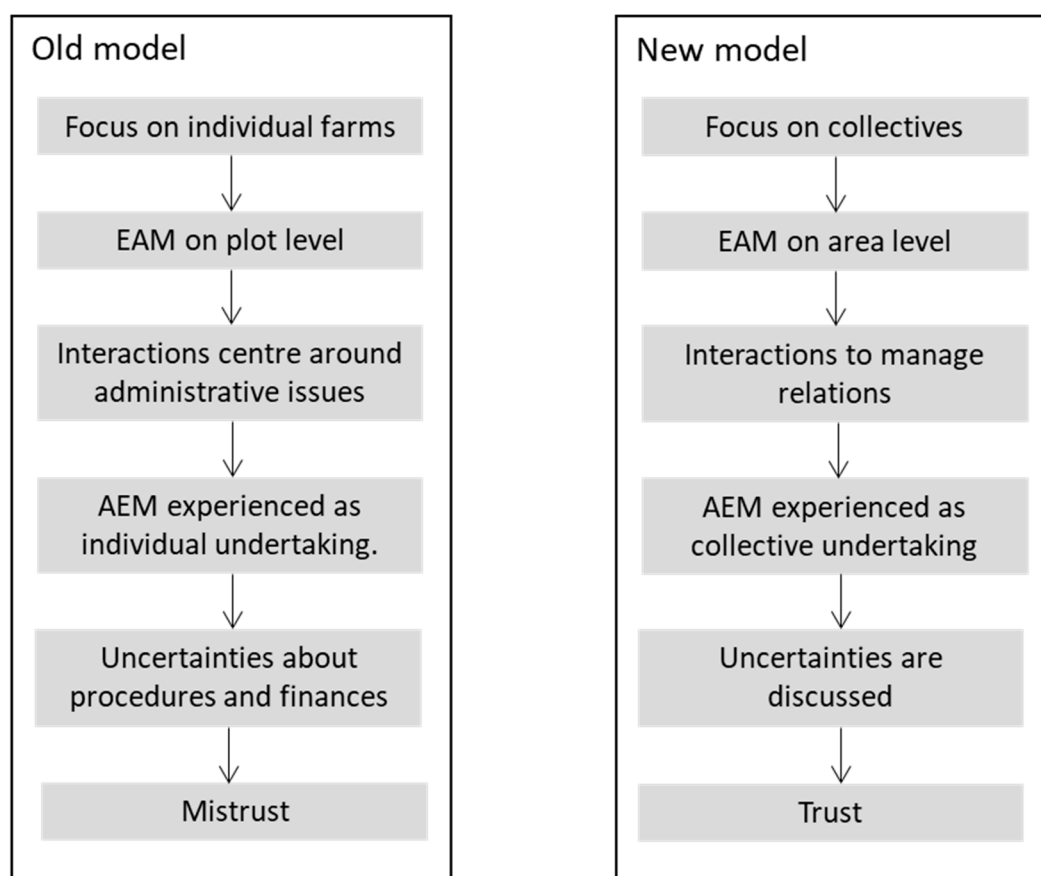 Old model
Focus on individual farms
EAM on plot level
Interactions centre around
administrative issues
AEM experienced as
individual undertaking.
Uncertainties about
procedures and finances
Mistrust
New model
Focus on collectives
EAM on area level
Interactions to manage
relations
AEM experienced as
collective undertaking
Uncertainties are
discussed
Trust